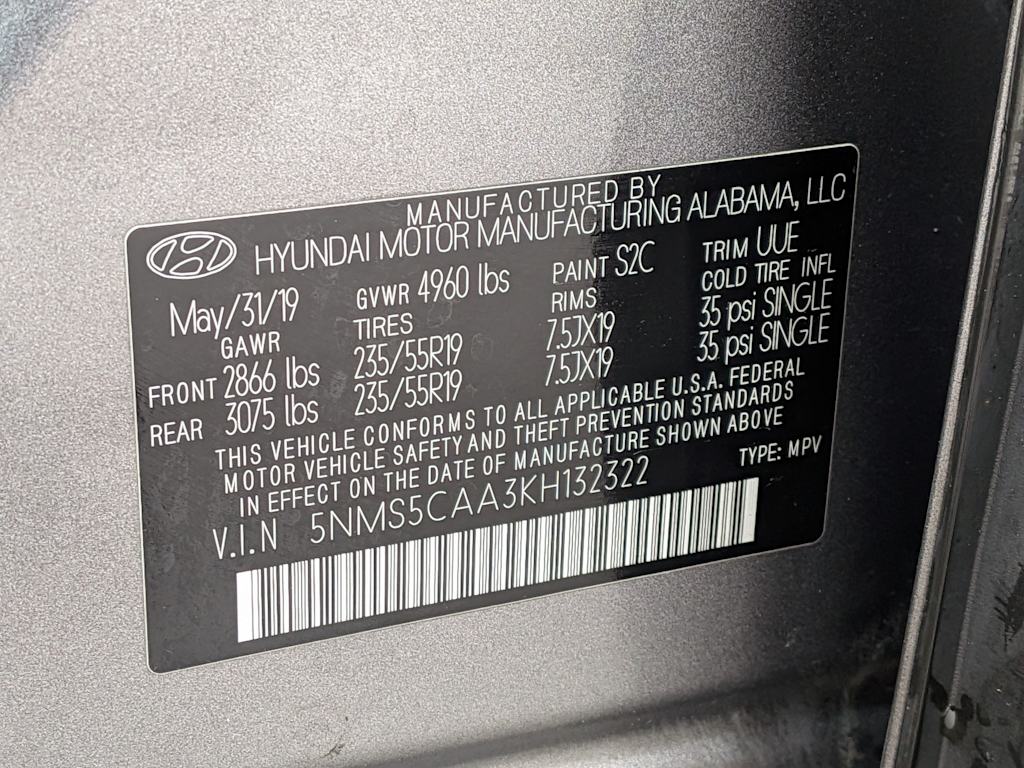 MANUFACTURED BY
HYUNDAI MOTOR MANUFACTURING ALABAMA, LLC
May/31/19 GVWR 4960 lbs PAINT S2C TRIM UUE
GAWR TIRES RIMS COLD TIRE INFL
FRONT 2866 lbs 235/55R19 7.5JX19 35 psi SINGLE
REAR 3075 lbs 235/55R19 7.5JX19 35 psi SINGLE
THIS VEHICLE CONFORMS TO ALL APPLICABLE U.S.A. FEDERAL
MOTOR VEHICLE SAFETY AND THEFT PREVENTION STANDARDS
IN EFFECT ON THE DATE OF MANUFACTURE SHOWN ABOVE
V.I.N 5NMS5CAA3KH132322 TYPE: MPV